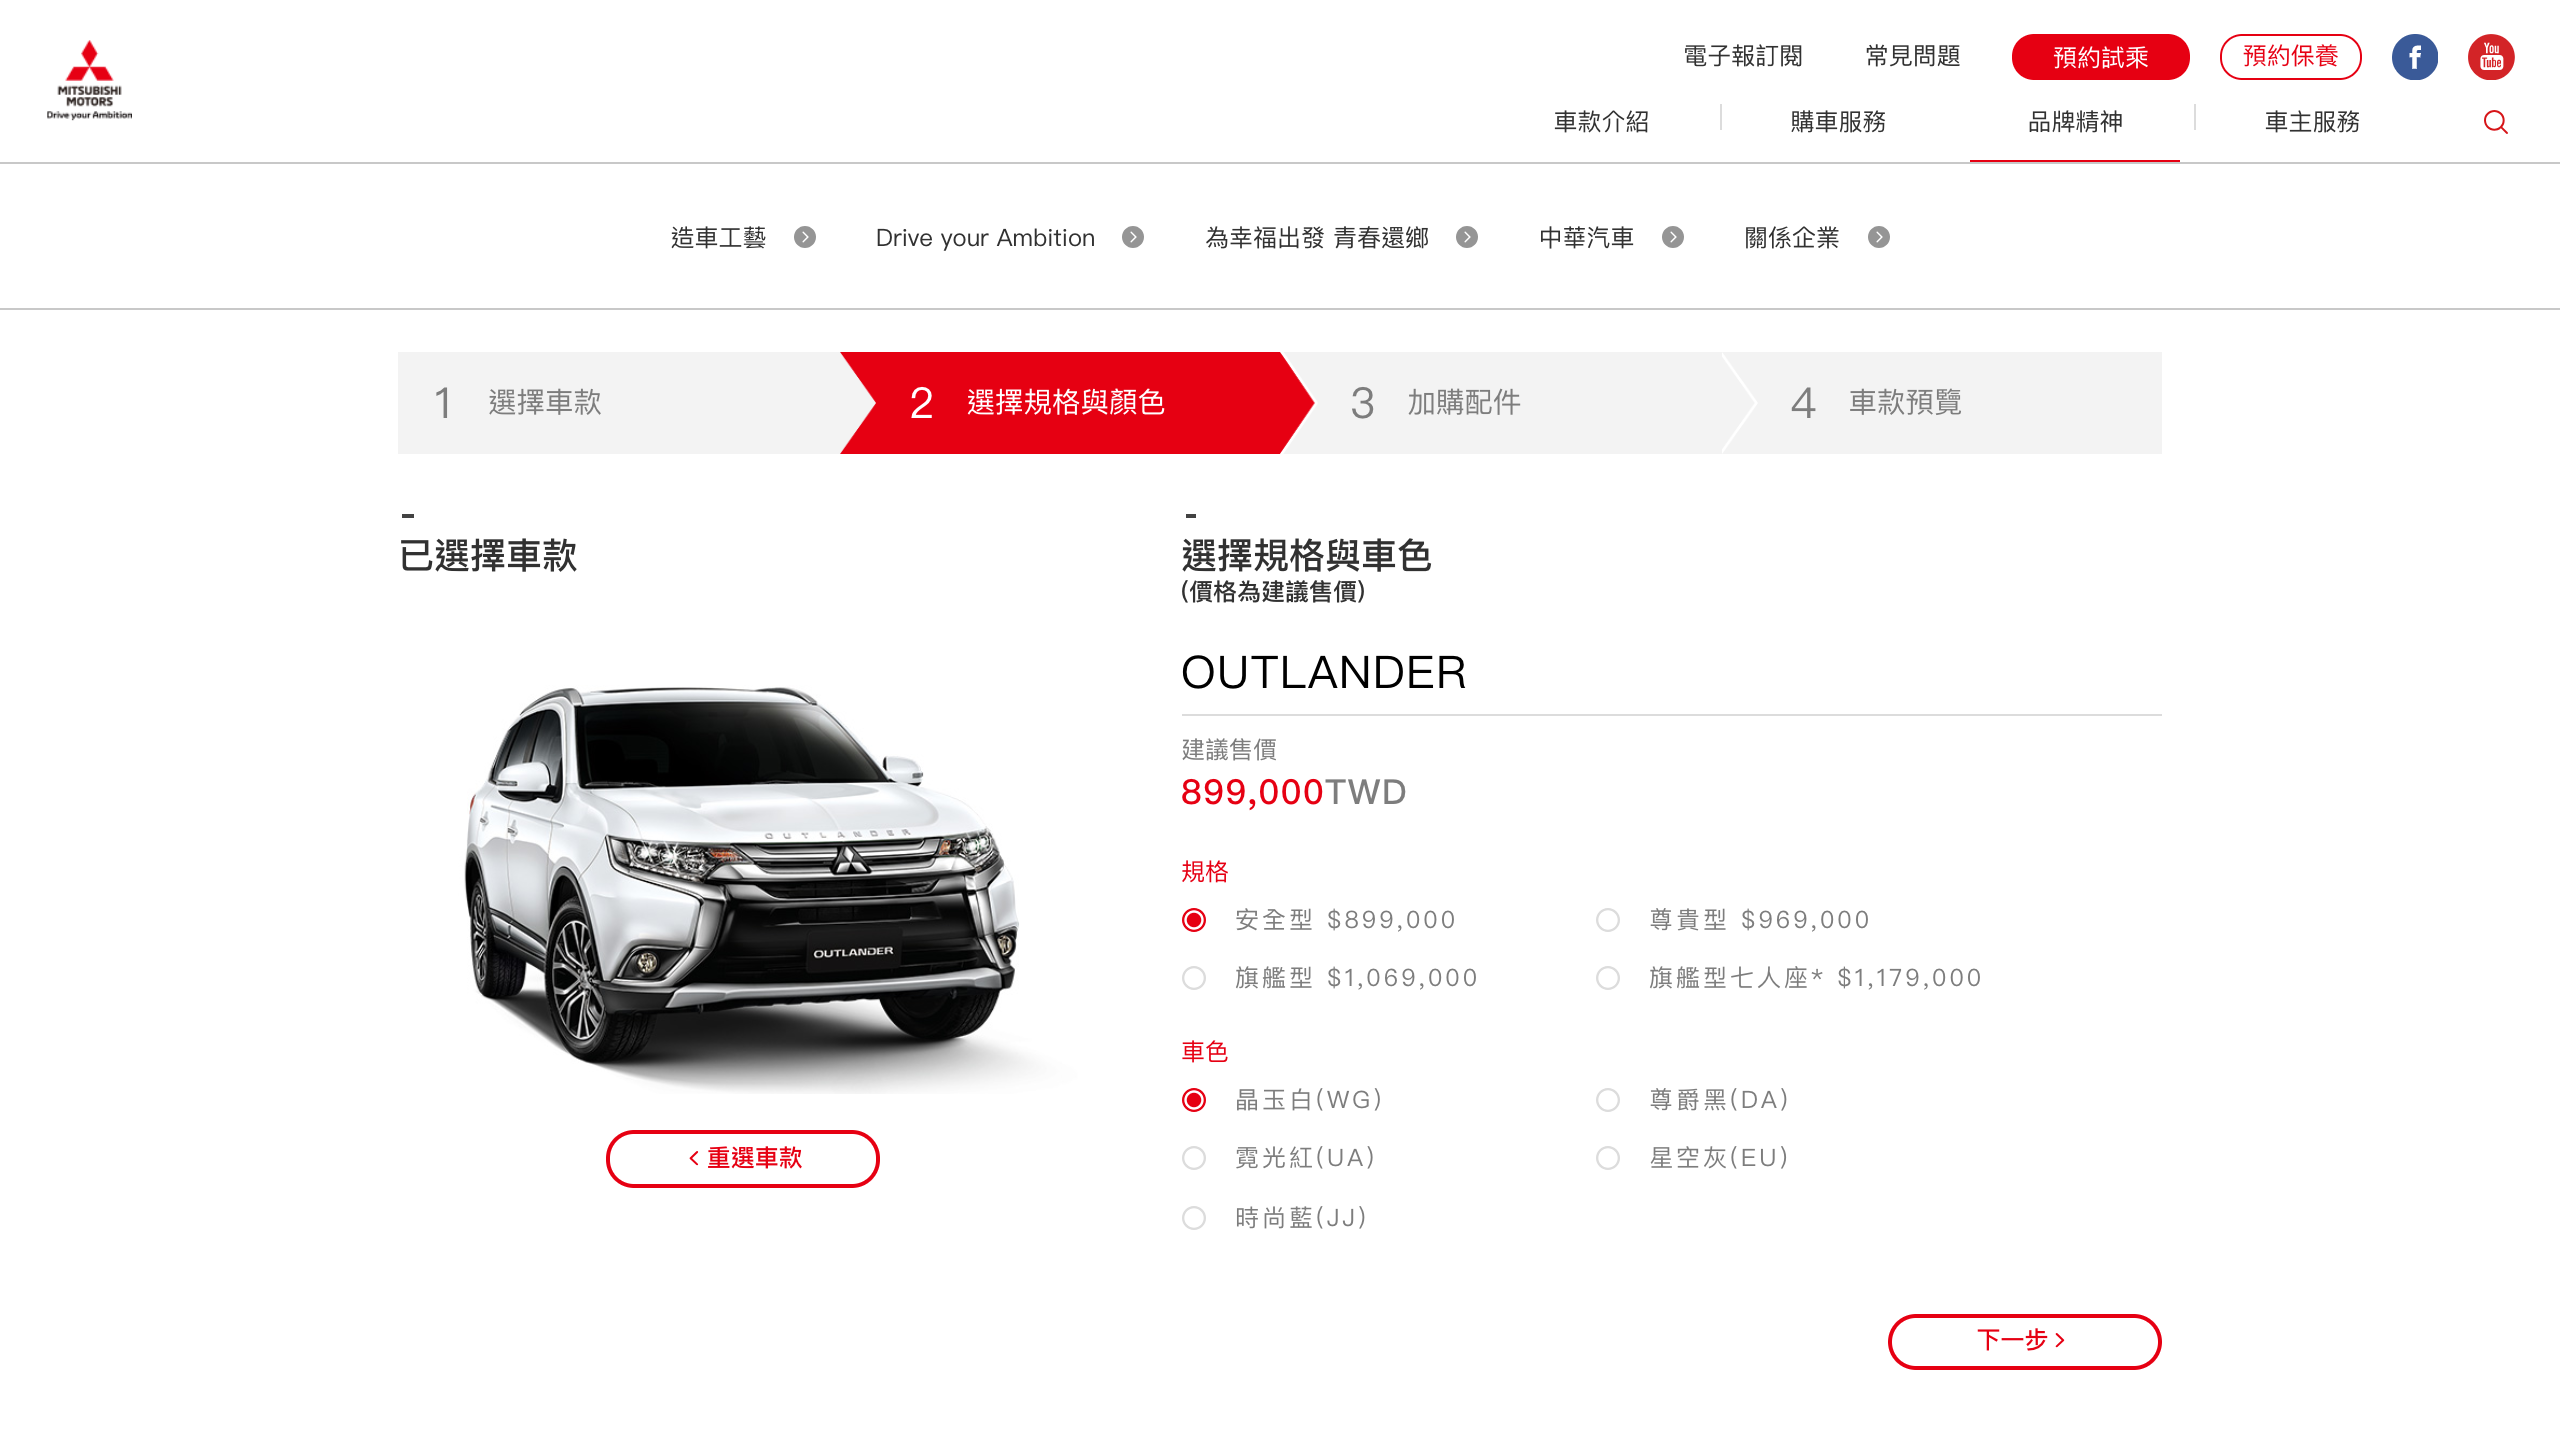 MITSUBISHI
MOTORS
Drive your Ambition
電子報訂閱
常見問題
預約試乘
預約保養
f
You
Tube
車款介紹
購車服務
品牌精神
車主服務
造車工藝
Drive your Ambition
為幸福出發 青春還鄉
中華汽車
關係企業
1 選擇車款
2 選擇規格與顏色
3 加購配件
4 車款預覽
-
已選擇車款
OUTLANDER
OUTLANDER
< 重選車款
-
選擇規格與車色
(價格為建議售價)
OUTLANDER
建議售價
899,000TWD
規格
安全型 $899,000
尊貴型 $969,000
旗艦型 $1,069,000
旗艦型七人座* $1,179,000
車色
晶玉白(WG)
尊爵黑(DA)
霓光紅(UA)
星空灰(EU)
時尚藍(JJ)
下一步 >